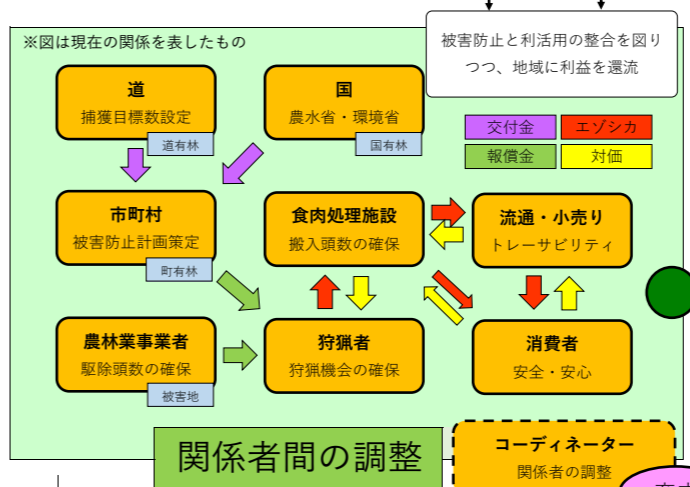 ※図は現在の関係を表したもの
被害防止と利活用の整合を図り
つつ、地域に利益を還流
道
捕獲目標数設定
道有林
国
農水省・環境省
国有林
交付金
エゾシカ
報償金
対価
市町村
被害防止計画策定
町有林
食肉処理施設
搬入頭数の確保
流通・小売り
トレーサビリティ
農林業事業者
駆除頭数の確保
被害地
狩猟者
狩猟機会の確保
消費者
安全・安心
関係者間の調整
コーディネーター
関係者の調整